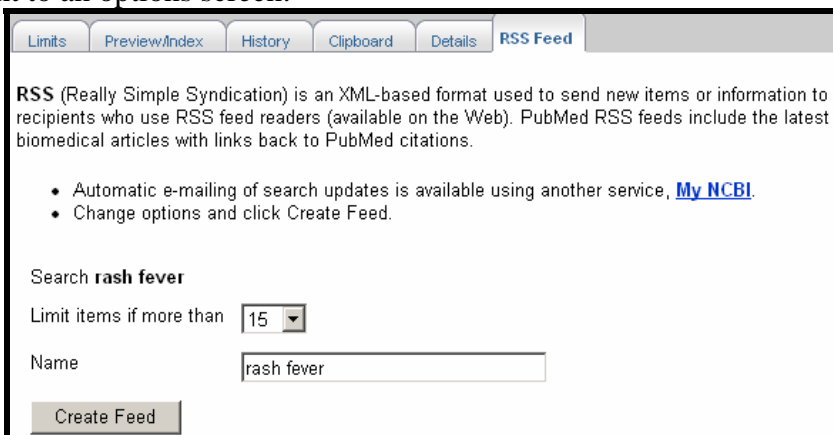 to an options screen.
Limits Preview/Index History Clipboard Details RSS Feed
RSS (Really Simple Syndication) is an XML-based format used to send new items or information to
recipients who use RSS feed readers (available on the Web). PubMed RSS feeds include the latest
biomedical articles with links back to PubMed citations.
• Automatic e-mailing of search updates is available using another service, My NCBI.
• Change options and click Create Feed.
Search rash fever
Limit items if more than 15
Name rash fever
Create Feed